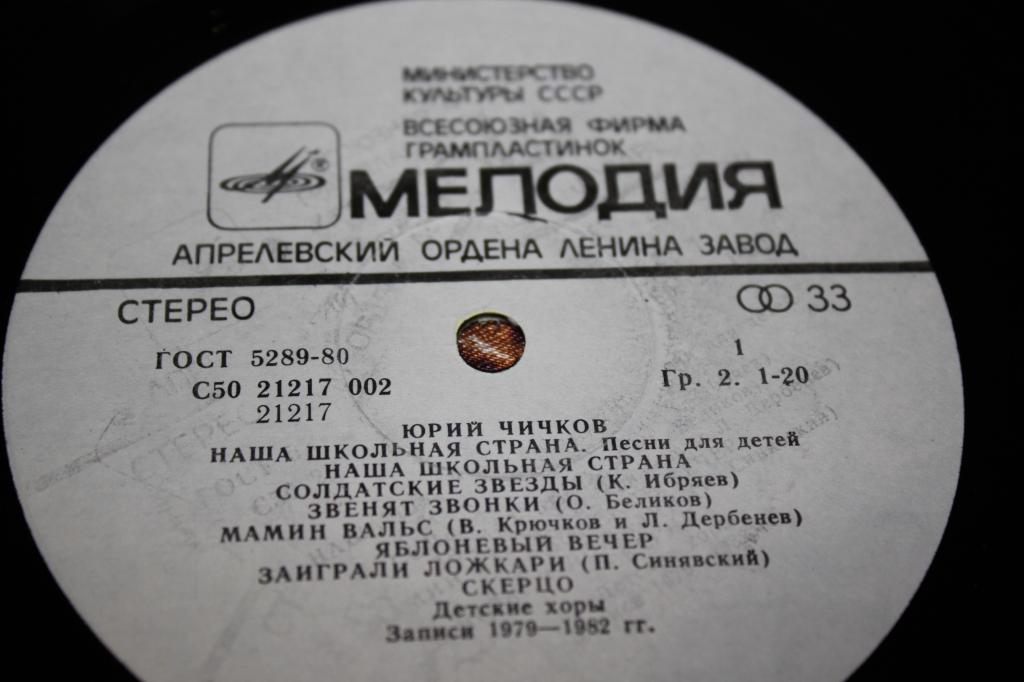 МИНИСТЕРСТВО
КУЛЬТУРЫ СССР
ВСЕСОЮЗНАЯ ФИРМА
ГРАМПЛАСТИНОК
®
МЕЛОДИЯ
АПРЕЛЕВСКИЙ ОРДЕНА ЛЕНИНА ЗАВОД
СТЕРЕО 33
ГОСТ 5289-80 1
С50 21217 002 Гр. 2. 1-20
21217
ЮРИЙ ЧИЧКОВ
НАША ШКОЛЬНАЯ СТРАНА. Песни для детей
НАША ШКОЛЬНАЯ СТРАНА
СОЛДАТСКИЕ ЗВЕЗДЫ (К. Ибряев)
ЗВЕНЯТ ЗВОНКИ (О. Беликов)
МАМИН ВАЛЬС (В. Крючков и Л. Дербенев)
ЯБЛОНЕВЫЙ ВЕЧЕР
ЗАИГРАЛИ ЛОЖКАРИ (П. Синявский)
СКЕРЦО
Детские хоры
Записи 1979—1982 гг.